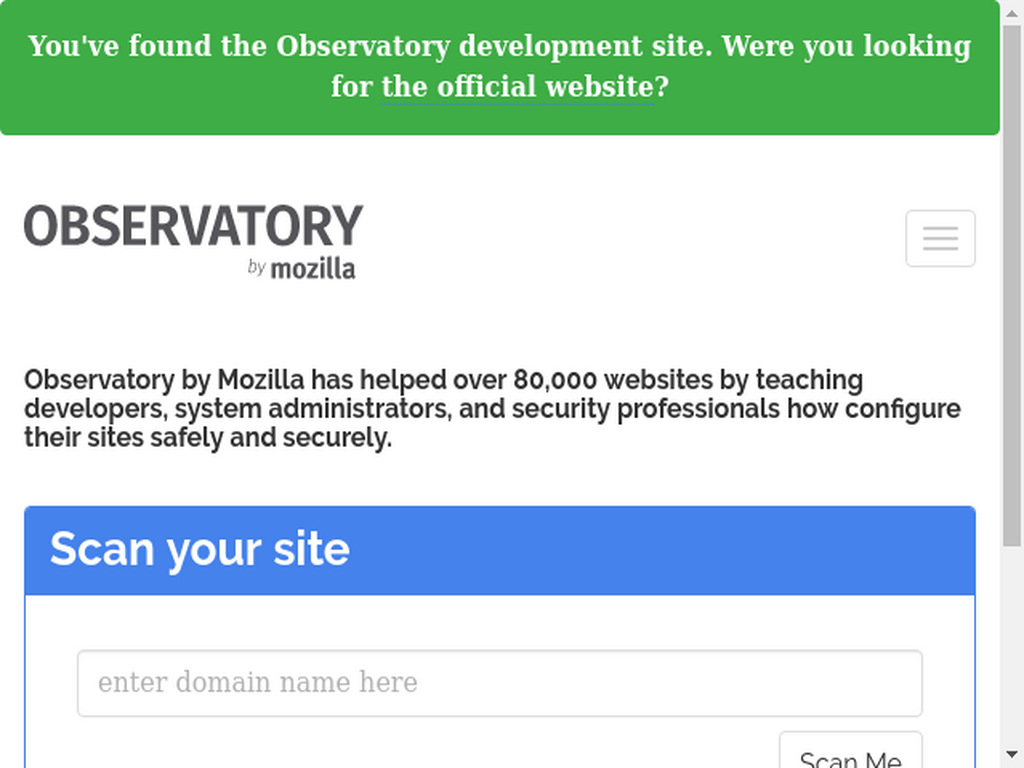 You've found the Observatory development site. Were you looking
for the official website?
OBSERVATORY
by mozilla
Observatory by Mozilla has helped over 80,000 websites by teaching
developers, system administrators, and security professionals how configure
their sites safely and securely.
Scan your site
enter domain name here
Scan Me